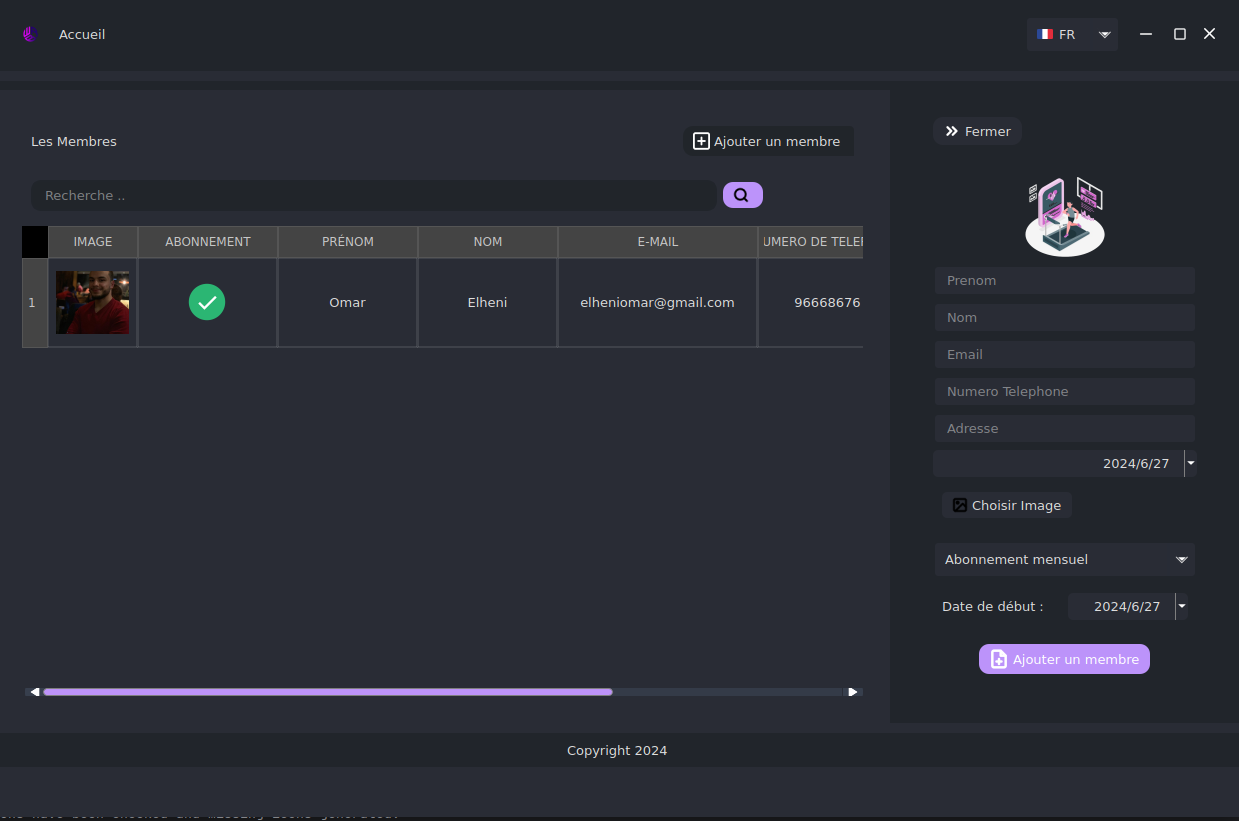 Accueil
FR
Les Membres
Ajouter un membre
Recherche ..
IMAGE ABONNEMENT PRÉNOM NOM E-MAIL UMERO DE TELE
1 Omar Elheni elheniomar@gmail.com 96668676
Fermer
Prenom
Nom
Email
Numero Telephone
Adresse
2024/6/27
Choisir Image
Abonnement mensuel
Date de début : 2024/6/27
Ajouter un membre
Copyright 2024